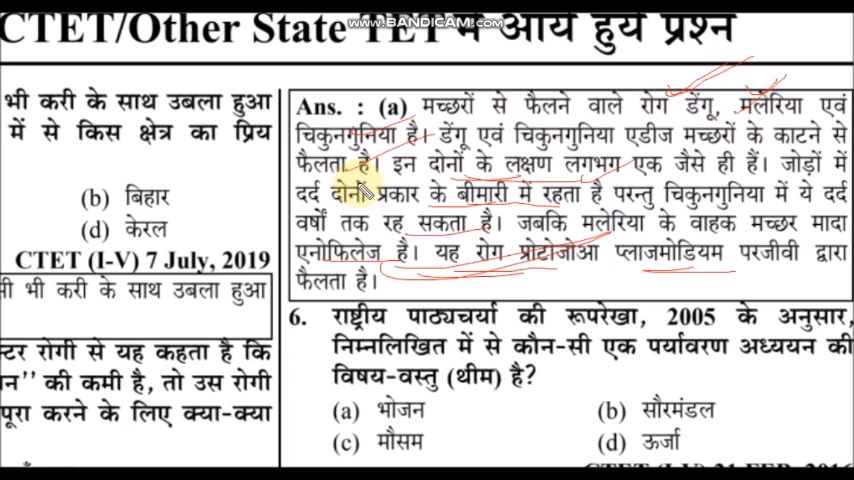 WWW.BANDICAM.COM
CTET/Other State TET में आये हुये प्रश्न
भी करी के साथ उबला हुआ
में से किस क्षेत्र का प्रिय
(b) बिहार
(d) केरल
CTET (I-V) 7 July, 2019
सी भी करी के साथ उबला हुआ
स्टर रोगी से यह कहता है कि
न’’ की कमी है, तो उस रोगी
पूरा करने के लिए क्या-क्या
Ans. : (a) मच्छरों से फैलने वाले रोग डेंगू, मलेरिया एवं
चिकुनगुनिया है। डेंगू एवं चिकुनगुनिया एडीज मच्छरों के काटने से
फैलता है। इन दोनों के लक्षण लगभग एक जैसे ही हैं। जोड़ों में
दर्द दोनों प्रकार के बीमारी में रहता है परन्तु चिकुनगुनिया में ये दर्द
वर्षों तक रह सकता है। जबकि मलेरिया के वाहक मच्छर मादा
एनोफिलेज है। यह रोग प्रोटोजोआ प्लाजमोडियम परजीवी द्वारा
फैलता है।
6. राष्ट्रीय पाठ्यचर्या की रूपरेखा, 2005 के अनुसार,
निम्नलिखित में से कौन-सी एक पर्यावरण अध्ययन की
विषय-वस्तु (थीम) है?
(a) भोजन
(b) सौरमंडल
(c) मौसम
(d) ऊर्जा